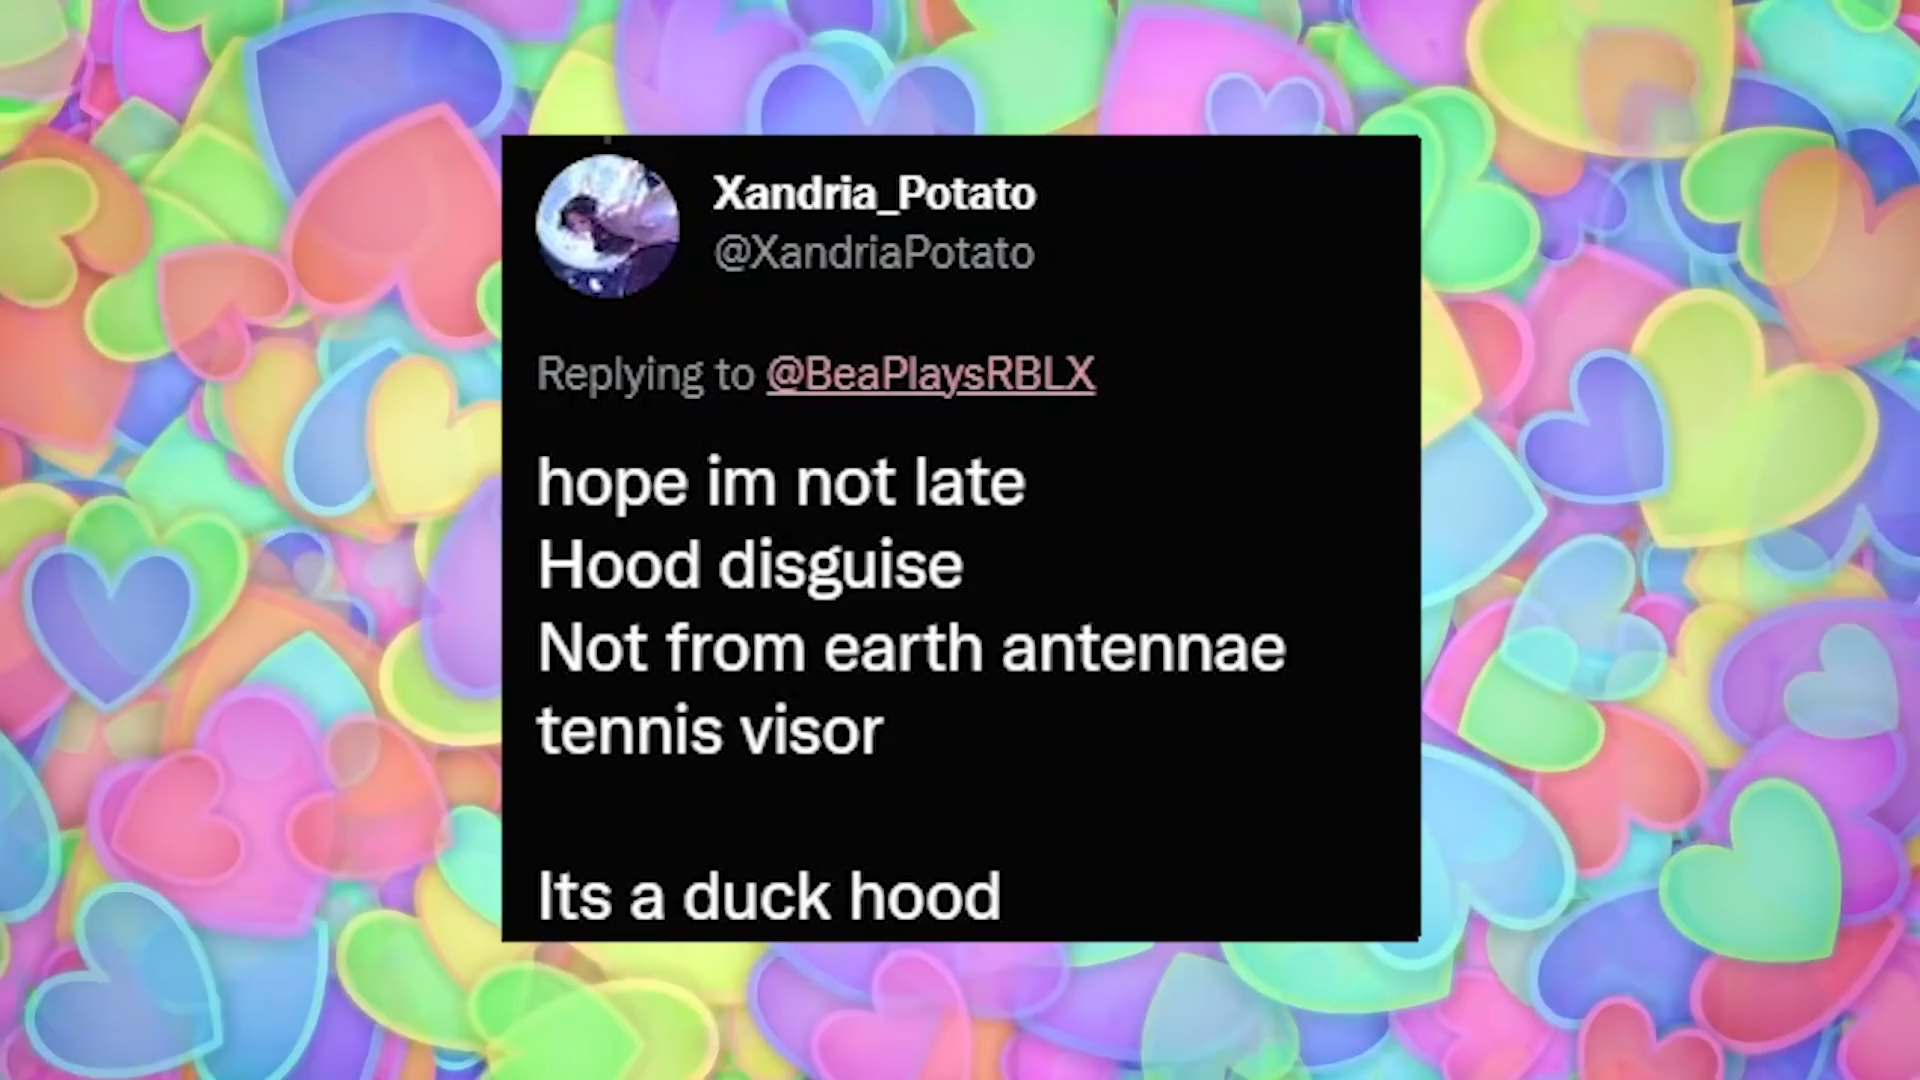 Xandria_Potato
@XandriaPotato
Replying to @BeaPlaysRBLX
hope im not late
Hood disguise
Not from earth antennae
tennis visor
Its a duck hood